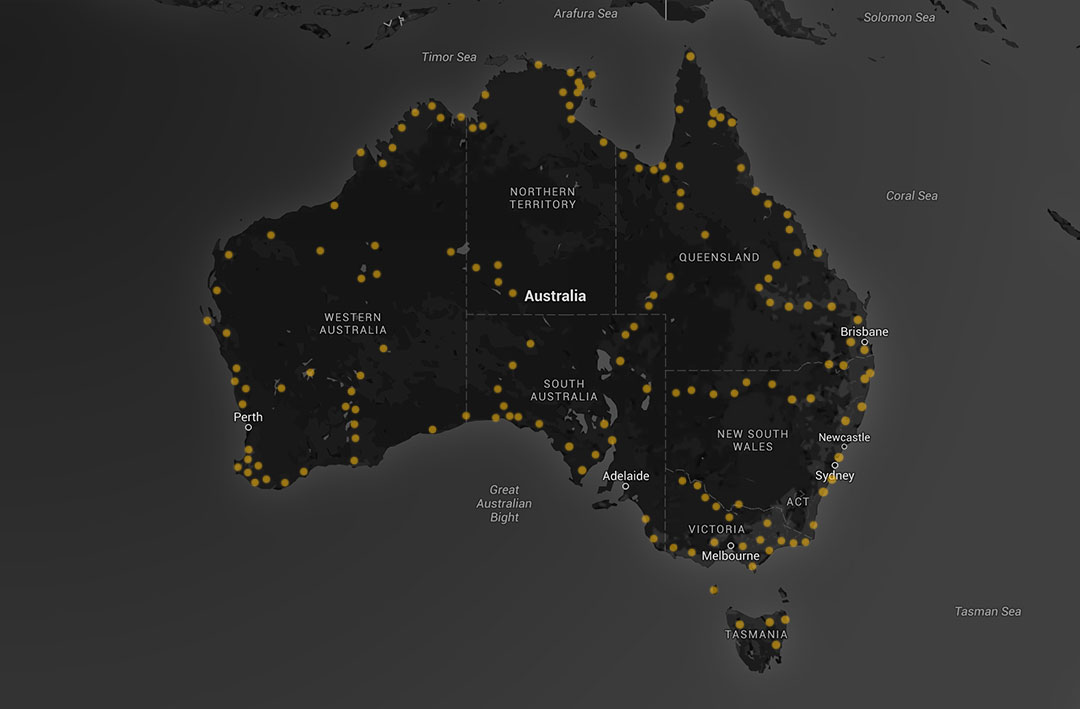 Arafura Sea
Solomon Sea
Timor Sea
NORTHERN
TERRITORY
Coral Sea
QUEENSLAND
Australia
WESTERN
AUSTRALIA
Brisbane
SOUTH
AUSTRALIA
Perth
NEW SOUTH
WALES
Newcastle
Adelaide
Sydney
Great
Australian
Bight
ACT
VICTORIA
Melbourne
Tasman Sea
TASMANIA